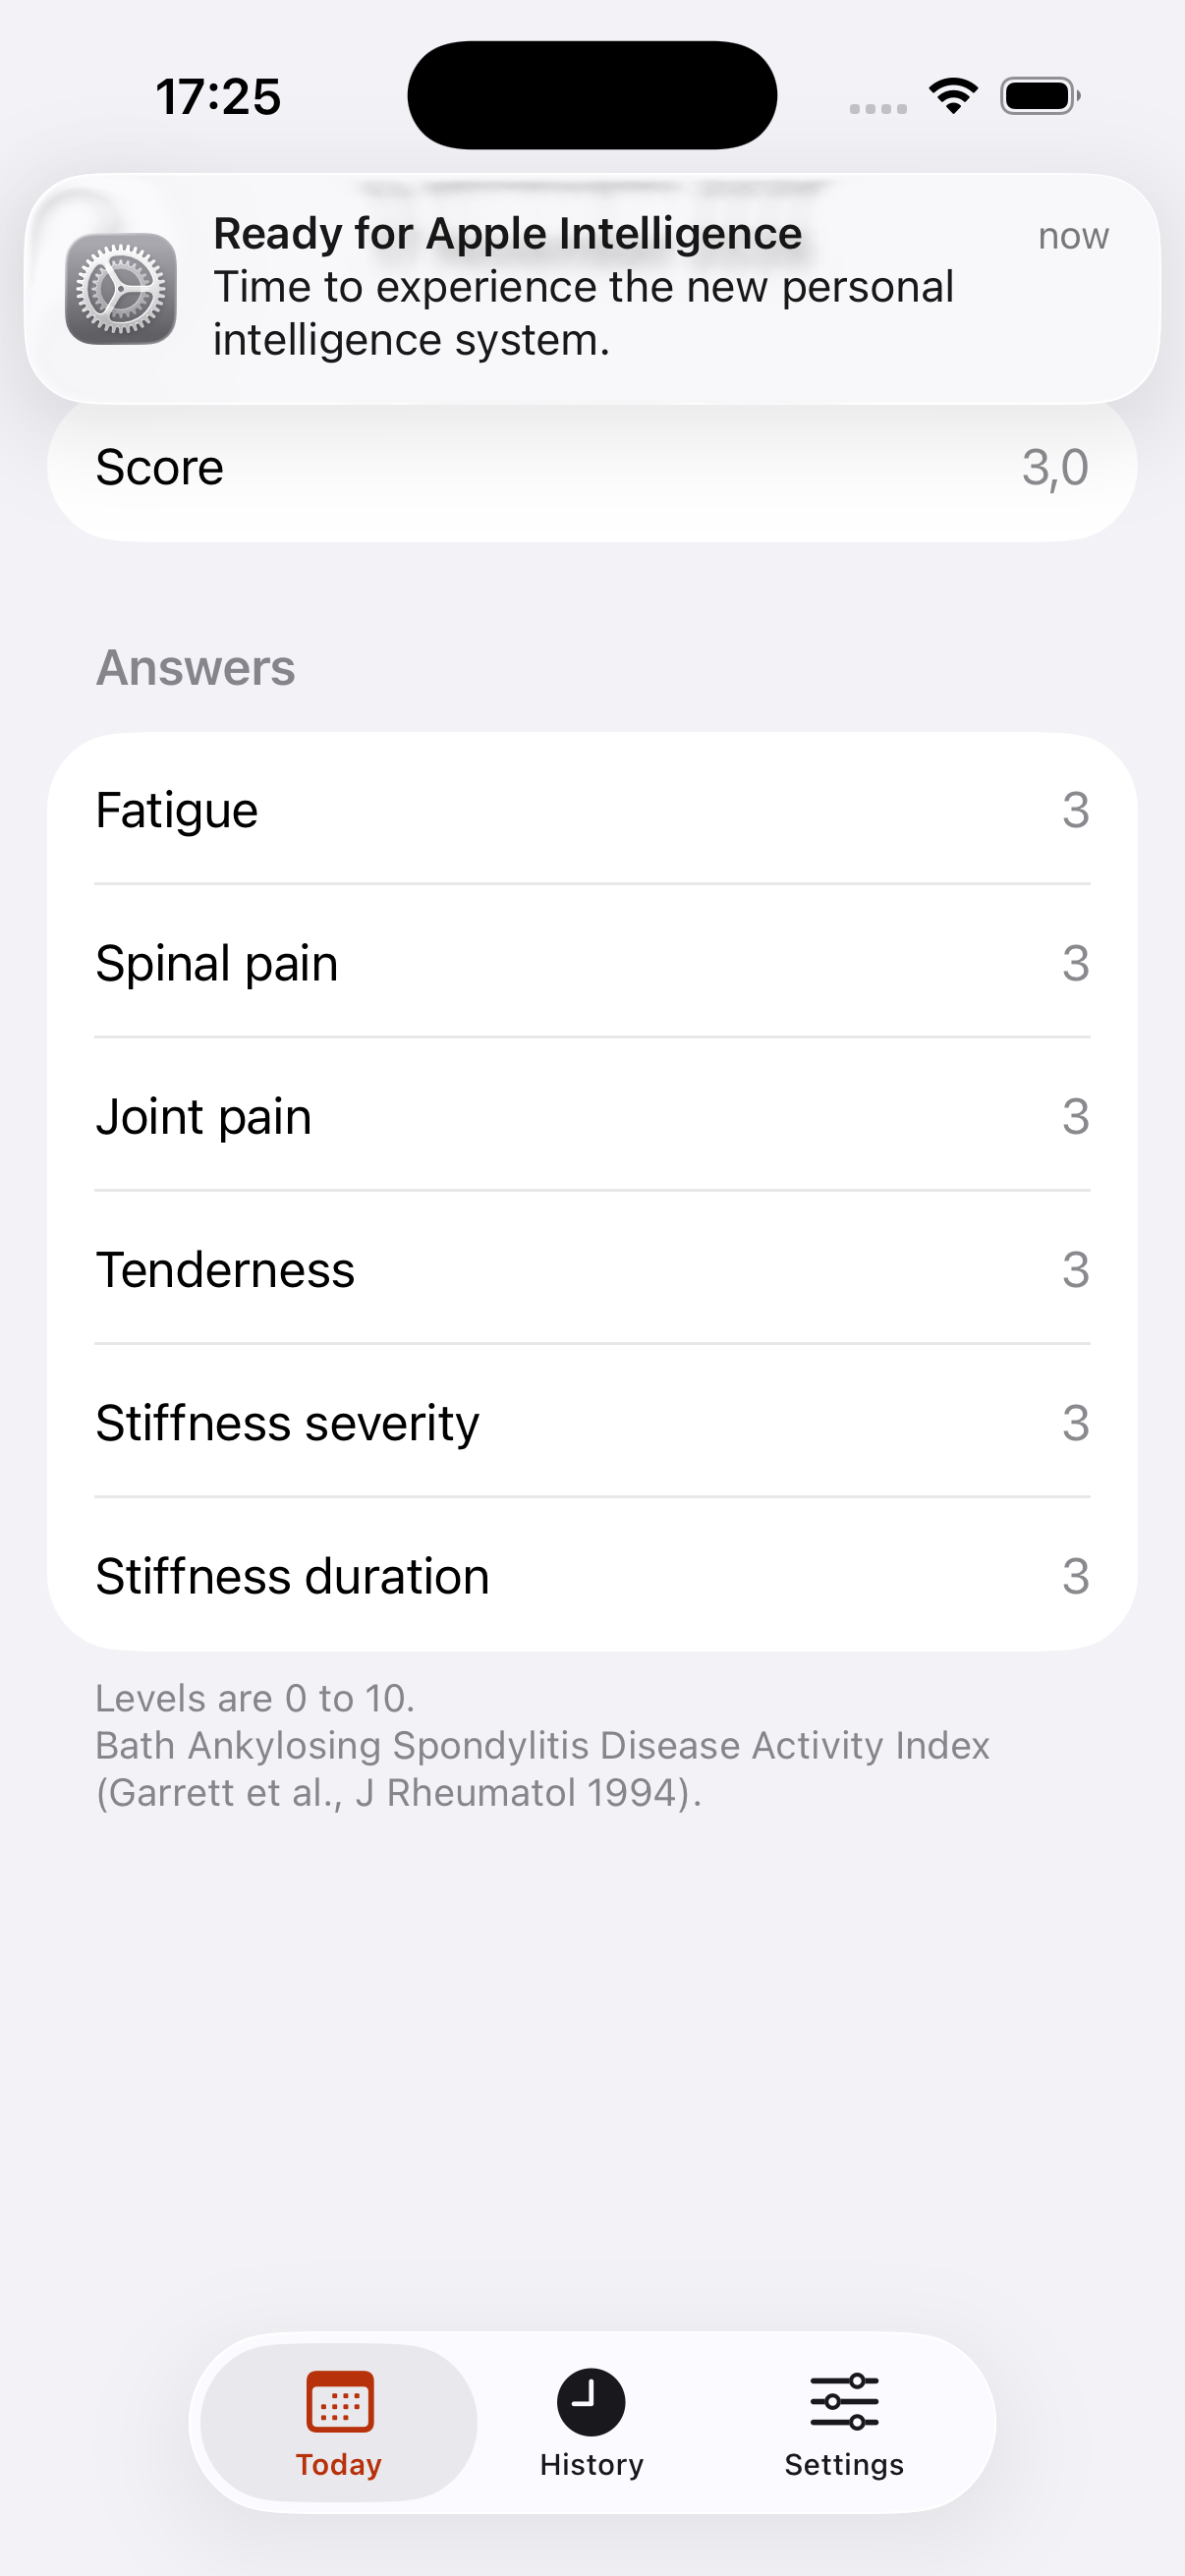 17:25
Ready for Apple Intelligence
now
Time to experience the new personal
intelligence system.
Score
3,0
Answers
Fatigue
3
Spinal pain
3
Joint pain
3
Tenderness
3
Stiffness severity
3
Stiffness duration
3
Levels are 0 to 10.
Bath Ankylosing Spondylitis Disease Activity Index
(Garrett et al., J Rheumatol 1994).
Today
History
Settings